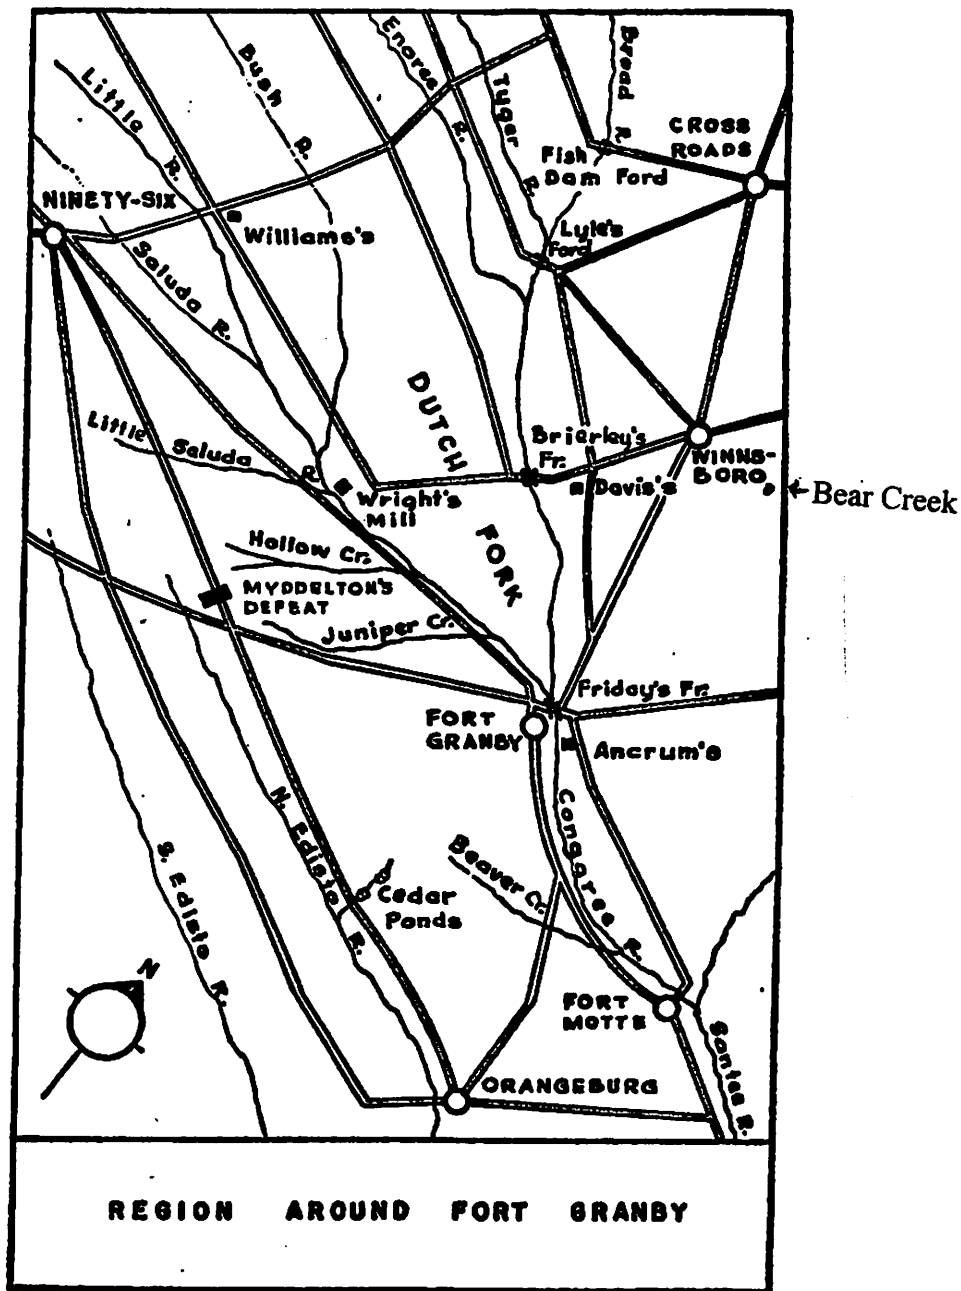 Little
R.
Bush
R.
Enoree
R.
Tyger
R.
Broad
R.
CROSS
ROADS
Fish
Dam Ford
NINETY-SIX
Williams's
Lyle's
Ford
Saluda R.
DUTCH
FORK
Little Saluda
R.
Brierley's
Fr.
WINNS-
BORO
Davis's
Bear Creek
Wright's
Mill
Hollow Cr.
MYDDELTON'S
DEFEAT
Juniper Cr.
Friday's Fr.
FORT
GRANBY
Ancrum's
Congaree R.
N. Edisto R.
S. Edisto R.
Beaver Cr.
Cedar
Ponds
N
FORT
MOTTE
Santee R.
ORANGEBURG
REGION AROUND FORT GRANBY